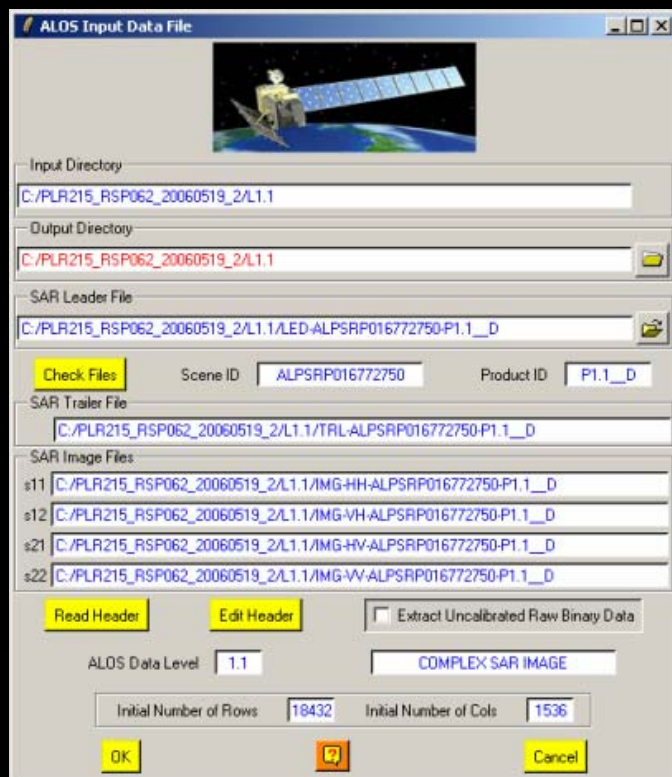 ALOS Input Data File
Input Directory
C:/PLR215_RSP062_20060519_2/L1.1
Output Directory
C:/PLR215_RSP062_20060519_2/L1.1
SAR Leader File
C:/PLR215_RSP062_20060519_2/L1.1/LED-ALPSRP016772750-P1.1__D
Check Files Scene ID ALPSRP016772750 Product ID P1.1__D
SAR Trailer File
C:/PLR215_RSP062_20060519_2/L1.1/TRL-ALPSRP016772750-P1.1__D
SAR Image Files
s11 C:/PLR215_RSP062_20060519_2/L1.1/IMG-HH-ALPSRP016772750-P1.1__D
s12 C:/PLR215_RSP062_20060519_2/L1.1/IMG-VH-ALPSRP016772750-P1.1__D
s21 C:/PLR215_RSP062_20060519_2/L1.1/IMG-HV-ALPSRP016772750-P1.1__D
s22 C:/PLR215_RSP062_20060519_2/L1.1/IMG-VV-ALPSRP016772750-P1.1__D
Read Header Edit Header Extract Uncalibrated Raw Binary Data
ALOS Data Level 1.1 COMPLEX SAR IMAGE
Initial Number of Rows 18432 Initial Number of Cols 1536
OK ? Cancel